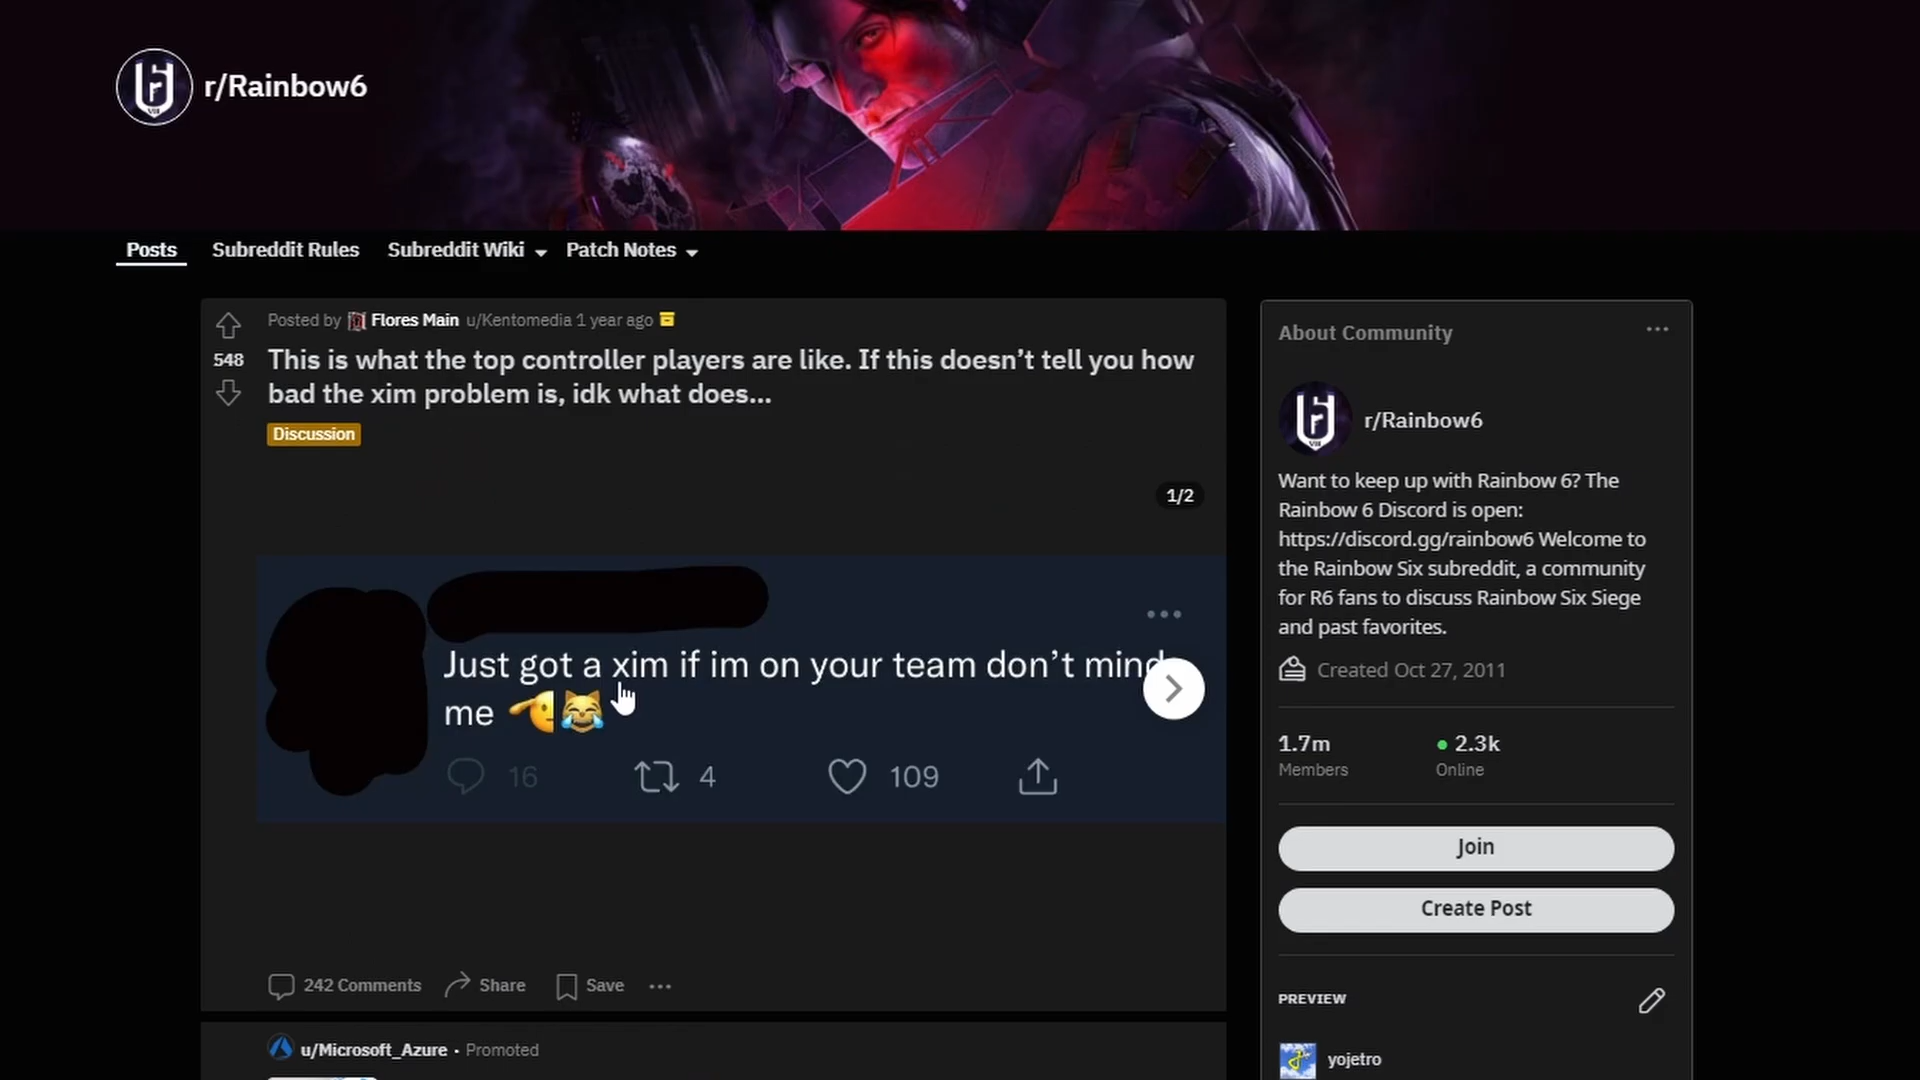 r/Rainbow6
Posts Subreddit Rules Subreddit Wiki Patch Notes
Posted by Flores Main u/Kentomedia 1 year ago
548
This is what the top controller players are like. If this doesn’t tell you how
bad the xim problem is, idk what does...
Discussion
1/2
Just got a xim if im on your team don’t mind
me
16 4 109
242 Comments Share Save
u/Microsoft_Azure • Promoted
About Community
r/Rainbow6
Want to keep up with Rainbow 6? The
Rainbow 6 Discord is open:
https://discord.gg/rainbow6 Welcome to
the Rainbow Six subreddit, a community
for R6 fans to discuss Rainbow Six Siege
and past favorites.
Created Oct 27, 2011
1.7m 2.3k
Members Online
Join
Create Post
PREVIEW
yojetro